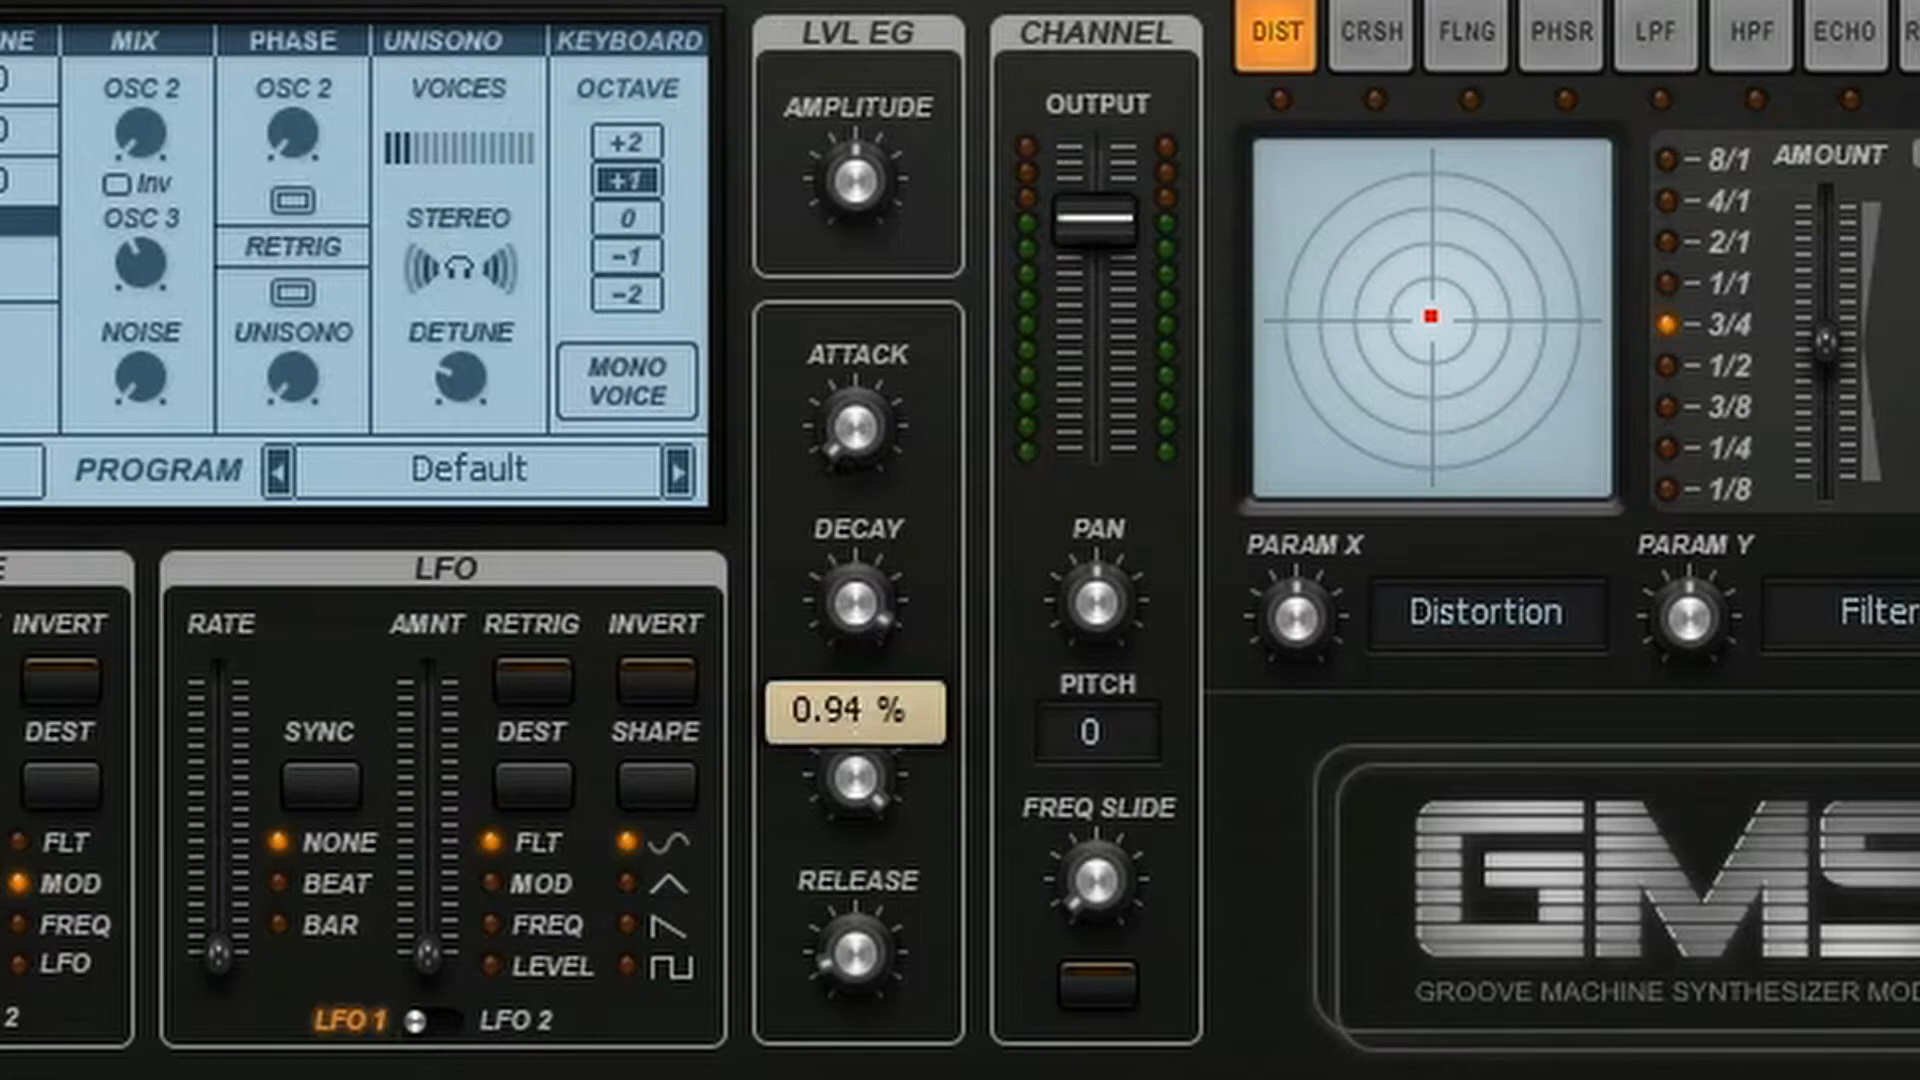 MIX
OSC 2
Inv
OSC 3
NOISE
PHASE
OSC 2
RETRIG
UNISONO
UNISONO
VOICES
STEREO
DETUNE
KEYBOARD
OCTAVE
+2
+1
0
-1
-2
MONO
VOICE
PROGRAM
Default
INVERT
DEST
FLT
MOD
FREQ
LFO
2
LFO
RATE
SYNC
NONE
BEAT
BAR
AMNT
RETRIG
DEST
FLT
MOD
FREQ
LEVEL
INVERT
SHAPE
LFO 1
LFO 2
LVL EG
AMPLITUDE
ATTACK
DECAY
0.94 %
RELEASE
CHANNEL
OUTPUT
PAN
PITCH
0
FREQ SLIDE
DIST
CRSH
FLNG
PHSR
LPF
HPF
ECHO
8/1
4/1
2/1
1/1
3/4
1/2
3/8
1/4
1/8
AMOUNT
PARAM X
Distortion
PARAM Y
Filter
GMS
GROOVE MACHINE SYNTHESIZER MOD